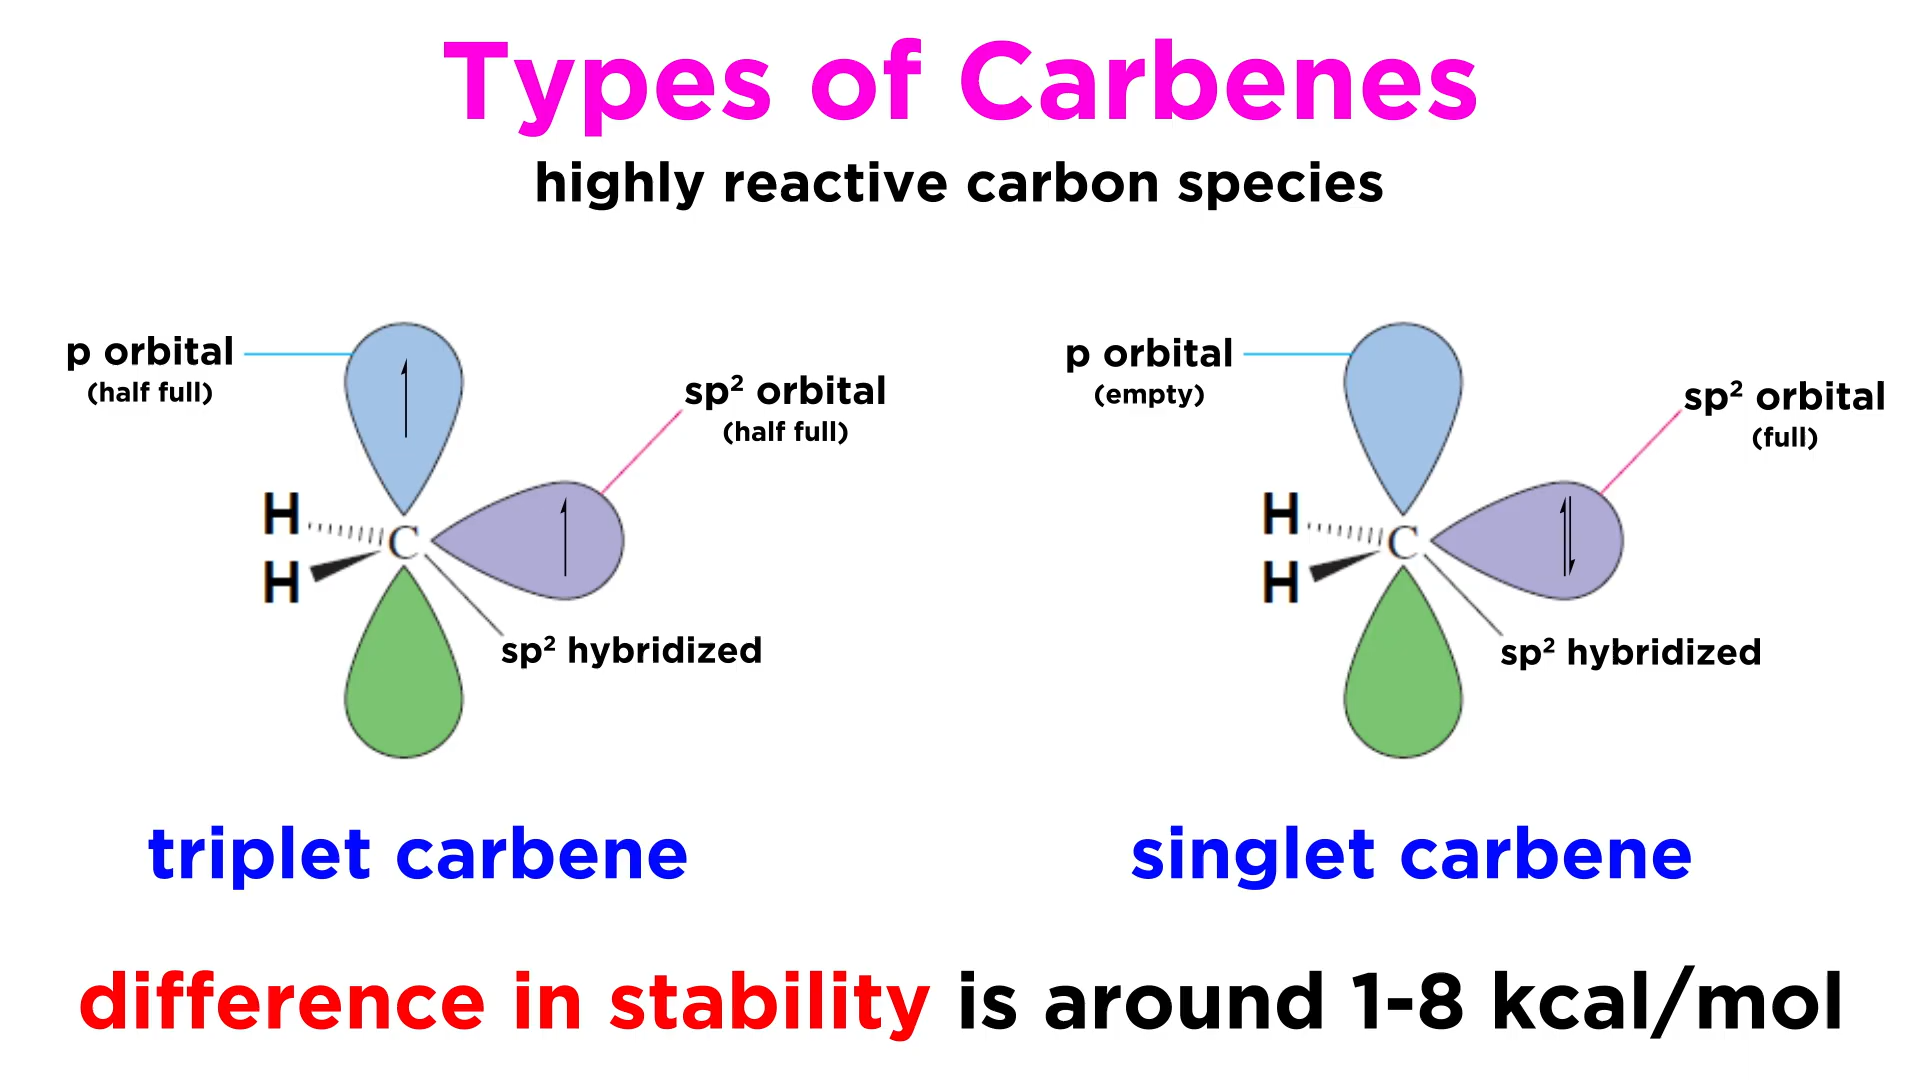 Types of Carbenes
highly reactive carbon species
p orbital
(half full)
sp² orbital
(half full)
H
H
C
sp² hybridized
triplet carbene
p orbital
(empty)
sp² orbital
(full)
H
H
C
sp² hybridized
singlet carbene
difference in stability is around 1-8 kcal/mol